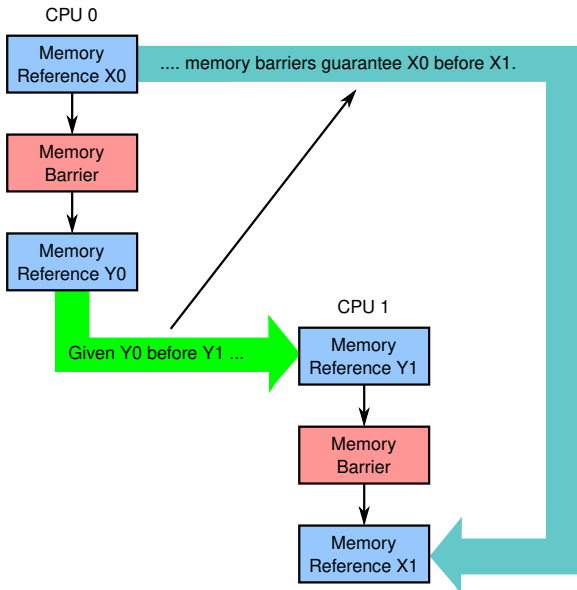 CPU 0
Memory
Reference X0
.... memory barriers guarantee X0 before X1.
Memory
Barrier
Memory
Reference Y0
CPU 1
Given Y0 before Y1 ...
Memory
Reference Y1
Memory
Barrier
Memory
Reference X1